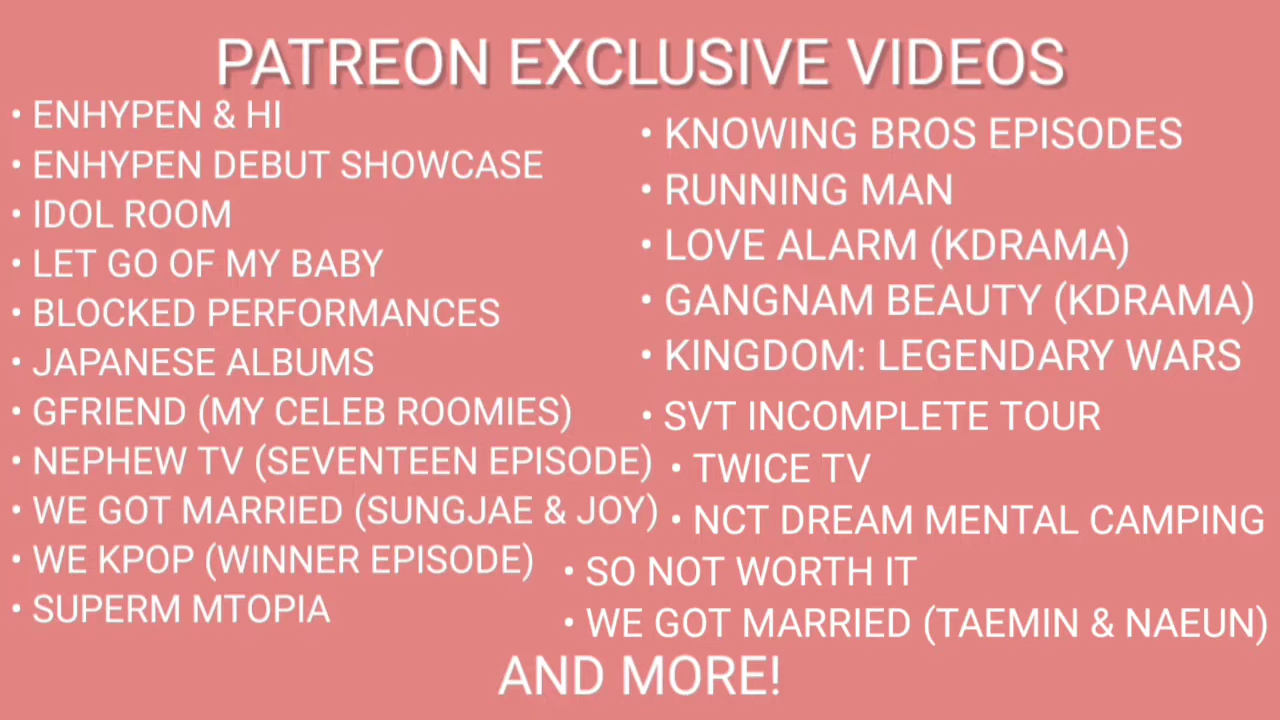 PATREON EXCLUSIVE VIDEOS
• ENHYPEN & HI
• ENHYPEN DEBUT SHOWCASE
• IDOL ROOM
• LET GO OF MY BABY
• BLOCKED PERFORMANCES
• JAPANESE ALBUMS
• GFRIEND (MY CELEB ROOMIES)
• NEPHEW TV (SEVENTEEN EPISODE)
• WE GOT MARRIED (SUNGJAE & JOY)
• WE KPOP (WINNER EPISODE)
• SUPERM MTOPIA
• KNOWING BROS EPISODES
• RUNNING MAN
• LOVE ALARM (KDRAMA)
• GANGNAM BEAUTY (KDRAMA)
• KINGDOM: LEGENDARY WARS
• SVT INCOMPLETE TOUR
• TWICE TV
• NCT DREAM MENTAL CAMPING
• SO NOT WORTH IT
• WE GOT MARRIED (TAEMIN & NAEUN)
AND MORE!